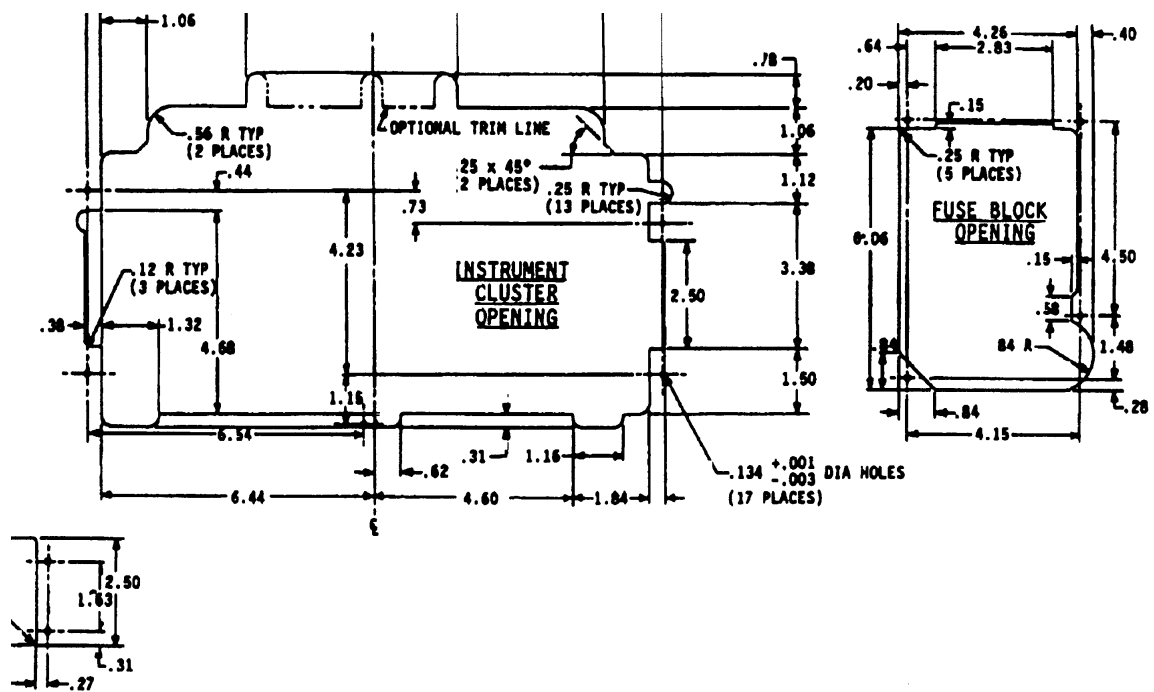 1.06
4.26
.40
.64
2.83
.78
.20
.15
.56 R TYP
(2 PLACES)
OPTIONAL TRIM LINE
1.06
.25 R TYP
(5 PLACES)
.44
.25 x 45°
2 PLACES)
1.12
.25 R TYP
(13 PLACES)
.73
FUSE BLOCK
OPENING
4.23
6.06
.12 R TYP
(3 PLACES)
INSTRUMENT
CLUSTER
OPENING
3.38
.15
4.50
2.50
.58
.38
1.32
4.68
.84
.84 R
1.48
1.50
1.16
.28
.84
6.54
4.15
.31
1.16
.62
.134 +.001 -.003 DIA HOLES
(17 PLACES)
6.44
4.60
1.84
℄
2.50
1.63
.31
.27